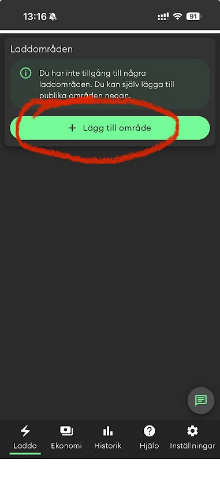 13:16
91
Laddområden
Du har inte tillgång till några
laddområden. Du kan själv lägga till
publika områden nedan.
+ Lägg till område
Ladda
Ekonomi
Historik
Hjälp
Inställningar